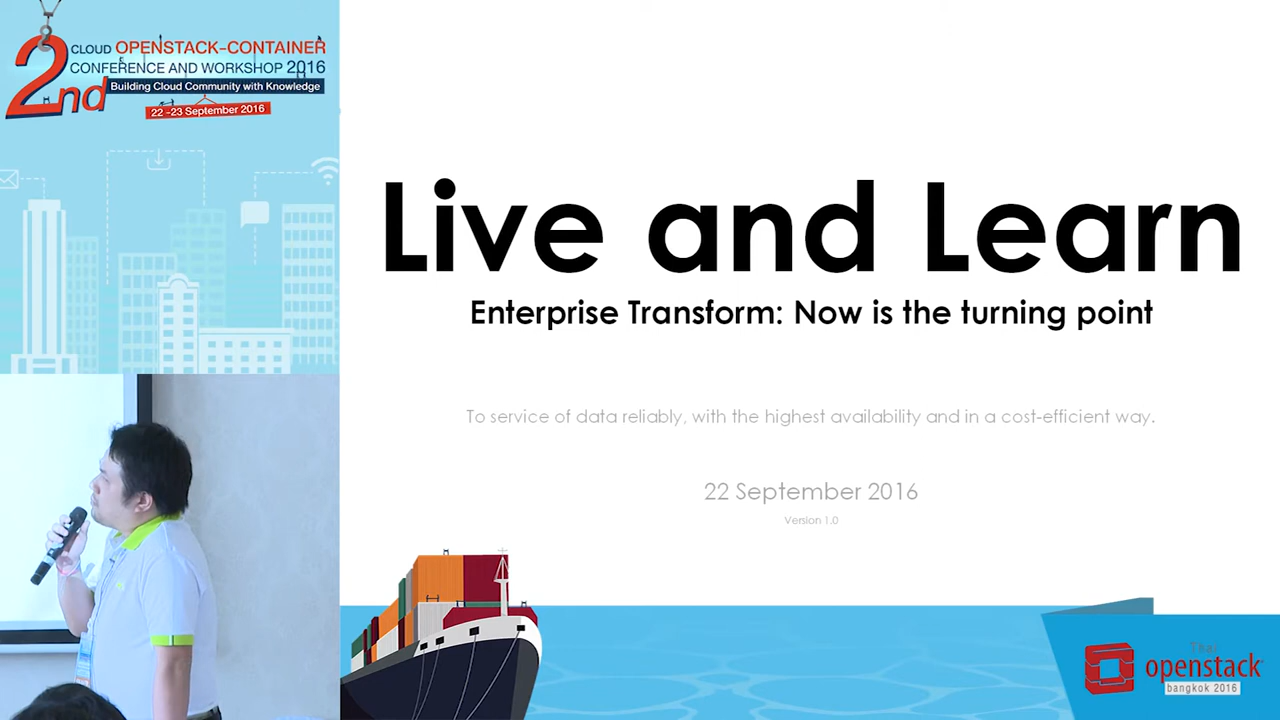 2nd
CLOUD OPENSTACK-CONTAINER
CONFERENCE AND WORKSHOP 2016
Building Cloud Community with Knowledge
22 -23 September 2016
Live and Learn
Enterprise Transform: Now is the turning point
To service of data reliably, with the highest availability and in a cost-efficient way.
22 September 2016
Version 1.0
Thai
openstack
bangkok 2016